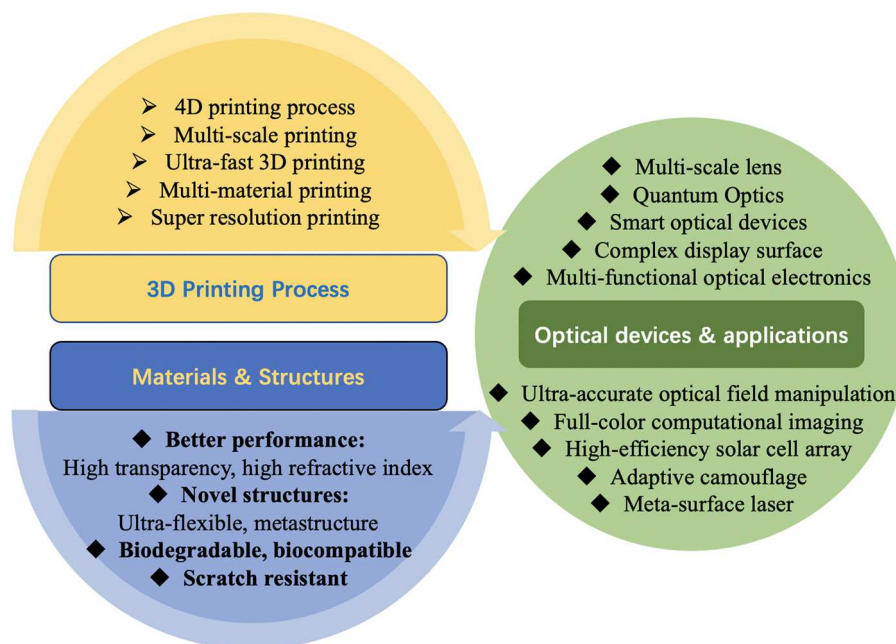 ➢ 4D printing process
➢ Multi-scale printing
➢ Ultra-fast 3D printing
➢ Multi-material printing
➢ Super resolution printing
3D Printing Process
Materials & Structures
◆ Better performance:
High transparency, high refractive index
◆ Novel structures:
Ultra-flexible, metastructure
◆ Biodegradable, biocompatible
◆ Scratch resistant
◆ Multi-scale lens
◆ Quantum Optics
◆ Smart optical devices
◆ Complex display surface
◆ Multi-functional optical electronics
Optical devices & applications
◆ Ultra-accurate optical field manipulation
◆ Full-color computational imaging
◆ High-efficiency solar cell array
◆ Adaptive camouflage
◆ Meta-surface laser